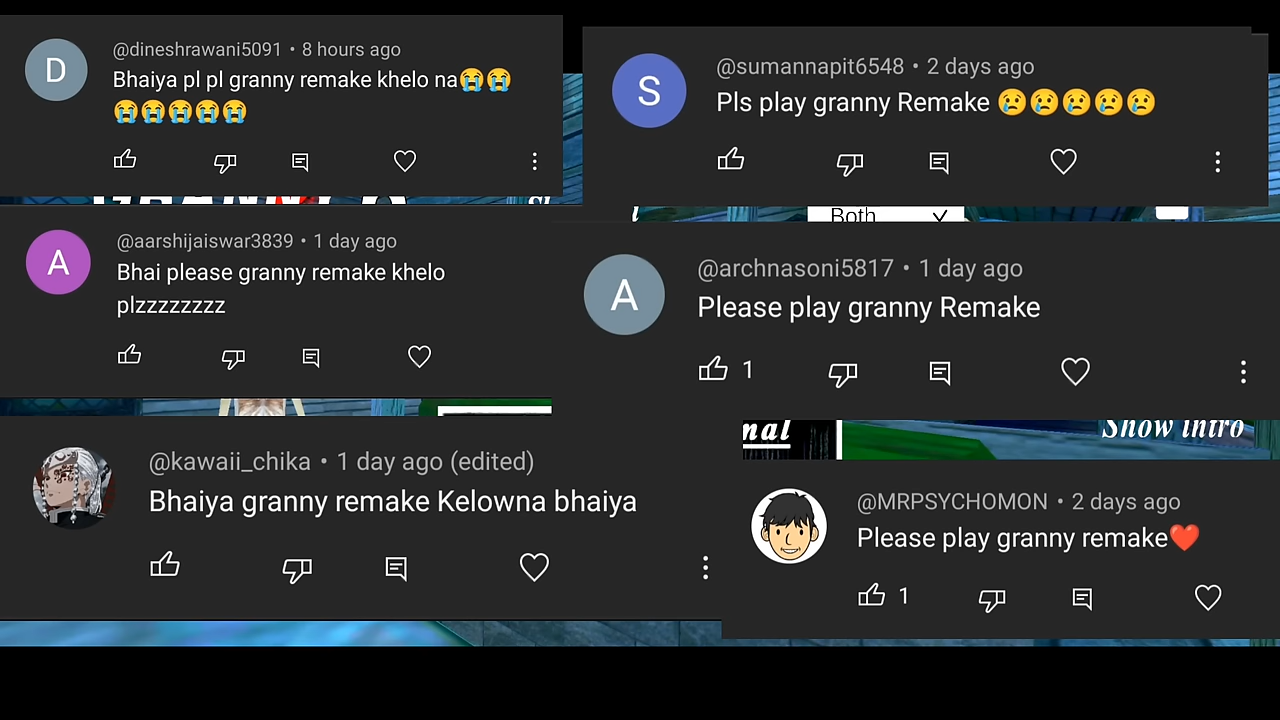 D
@dineshrawani5091 • 8 hours ago
Bhaiya pl pl granny remake khelo na😭😭
😭😭😭😭😭
S
@sumannapit6548 • 2 days ago
Pls play granny Remake 😢😢😢😢😢
Both
A
@aarshijaiswar3839 • 1 day ago
Bhai please granny remake khelo
plzzzzzzzz
A
@archnasoni5817 • 1 day ago
Please play granny Remake
1
nal
Show intro
@kawaii_chika • 1 day ago (edited)
Bhaiya granny remake Kelowna bhaiya
@MRPSYCHOMON • 2 days ago
Please play granny remake❤️
1